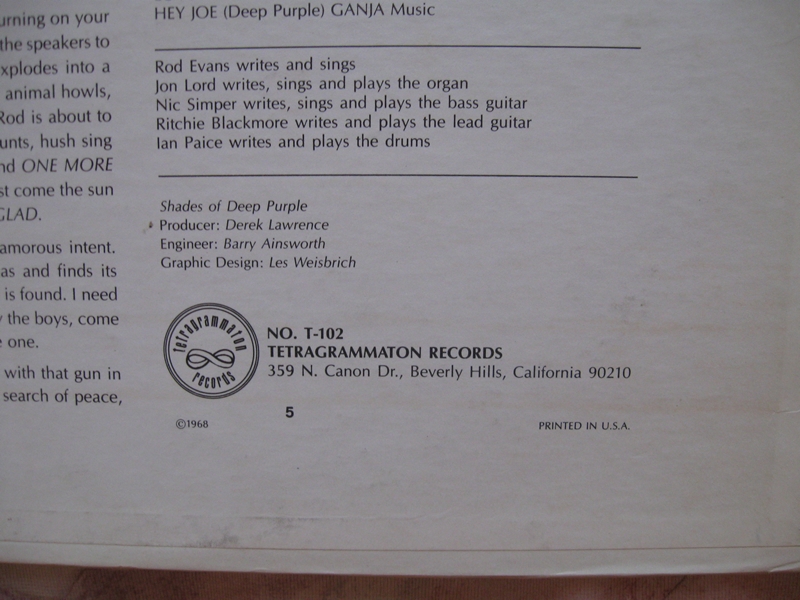 urning on your
the speakers to
xplodes into a
animal howls,
Rod is about to
unts, hush sing
nd ONE MORE
st come the sun
GLAD.
amorous intent.
as and finds its
is found. I need
the boys, come
one.
with that gun in
search of peace,
HEY JOE (Deep Purple) GANJA Music
Rod Evans writes and sings
Jon Lord writes, sings and plays the organ
Nic Simper writes, sings and plays the bass guitar
Ritchie Blackmore writes and plays the lead guitar
Ian Paice writes and plays the drums
Shades of Deep Purple
Producer: Derek Lawrence
Engineer: Barry Ainsworth
Graphic Design: Les Weisbrich
tetragrammaton
records
NO. T-102
TETRAGRAMMATON RECORDS
359 N. Canon Dr., Beverly Hills, California 90210
5
©1968
PRINTED IN U.S.A.